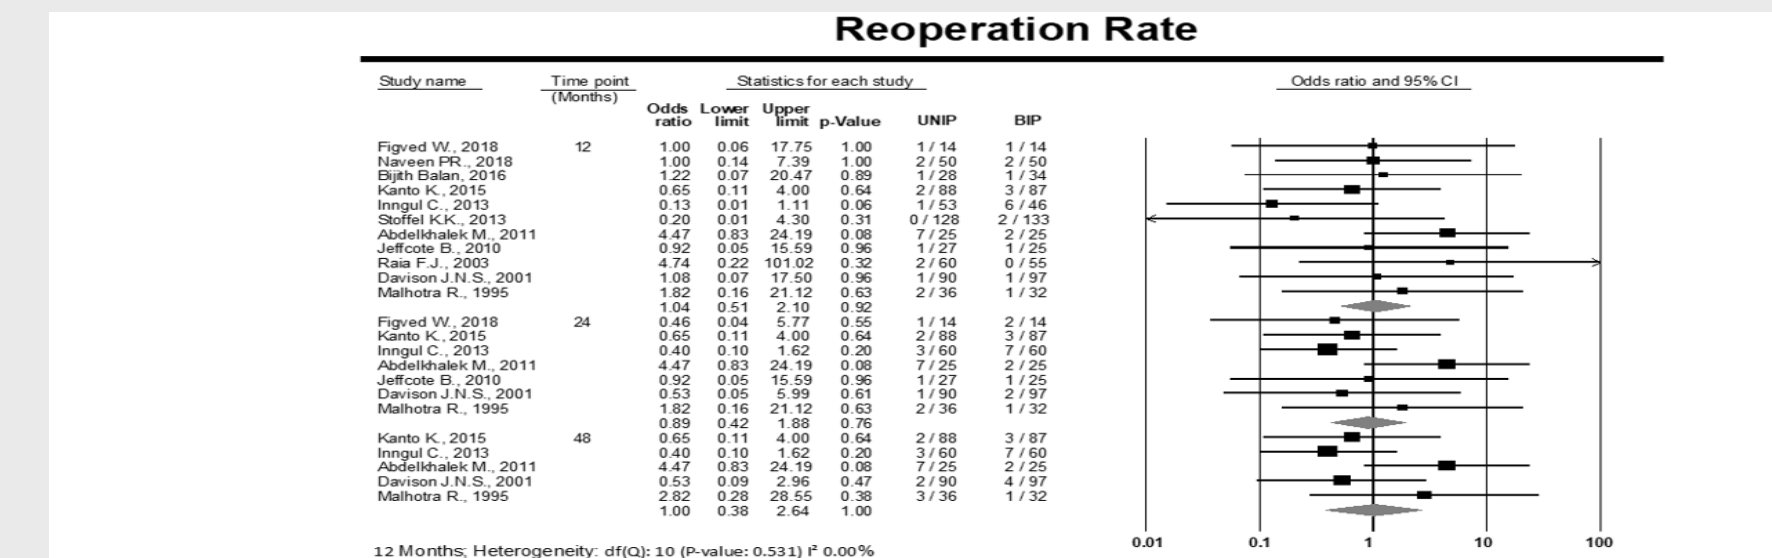 Reoperation Rate
Study name Time point Statistics for each study Odds ratio and 95% CI
(Months)
Odds Lower Upper
ratio limit limit p-Value UNIP BIP
Figved W., 2018 12 1.00 0.06 17.75 1.00 1 / 14 1 / 14
Naveen PR., 2018 1.00 0.14 7.39 1.00 2 / 50 2 / 50
Bijith Balan, 2016 1.22 0.07 20.47 0.89 1 / 28 1 / 34
Kanto K., 2015 0.65 0.11 4.00 0.64 2 / 88 3 / 87
Inngul C., 2013 0.13 0.01 1.11 0.06 1 / 53 6 / 46
Stoffel K.K., 2013 0.20 0.01 4.30 0.31 0 / 128 2 / 133
Abdelkhalek M., 2011 4.47 0.83 24.19 0.08 7 / 25 2 / 25
Jeffcote B., 2010 0.92 0.05 15.59 0.96 1 / 27 1 / 25
Raia F.J., 2003 4.74 0.22 101.02 0.32 2 / 60 0 / 55
Davison J.N.S., 2001 1.08 0.07 17.50 0.96 1 / 90 1 / 97
Malhotra R., 1995 1.82 0.16 21.12 0.63 2 / 36 1 / 32
1.04 0.51 2.10 0.92
Figved W., 2018 24 0.46 0.04 5.77 0.55 1 / 14 2 / 14
Kanto K., 2015 0.65 0.11 4.00 0.64 2 / 88 3 / 87
Inngul C., 2013 0.40 0.10 1.62 0.20 3 / 60 7 / 60
Abdelkhalek M., 2011 4.47 0.83 24.19 0.08 7 / 25 2 / 25
Jeffcote B., 2010 0.92 0.05 15.59 0.96 1 / 27 1 / 25
Davison J.N.S., 2001 0.53 0.05 5.99 0.61 1 / 90 2 / 97
Malhotra R., 1995 1.82 0.16 21.12 0.63 2 / 36 1 / 32
0.89 0.42 1.88 0.76
Kanto K., 2015 48 0.65 0.11 4.00 0.64 2 / 88 3 / 87
Inngul C., 2013 0.40 0.10 1.62 0.20 3 / 60 7 / 60
Abdelkhalek M., 2011 4.47 0.83 24.19 0.08 7 / 25 2 / 25
Davison J.N.S., 2001 0.53 0.09 2.96 0.47 2 / 90 4 / 97
Malhotra R., 1995 2.82 0.28 28.55 0.38 3 / 36 1 / 32
1.00 0.38 2.64 1.00
0.01 0.1 1 10 100
12 Months; Heterogeneity: df(Q): 10 (P-value: 0.531) I² 0.00%